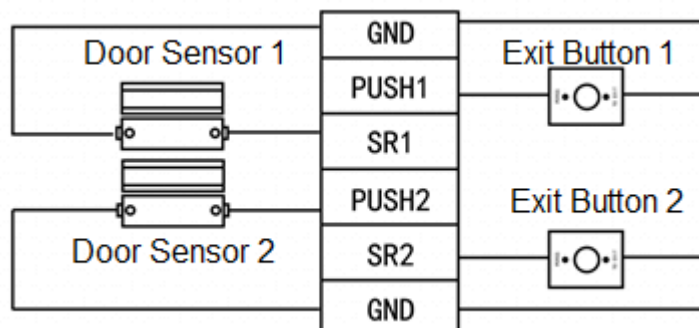 Door Sensor 1
GND
Exit Button 1
PUSH1
SR1
PUSH2
Exit Button 2
Door Sensor 2
SR2
GND